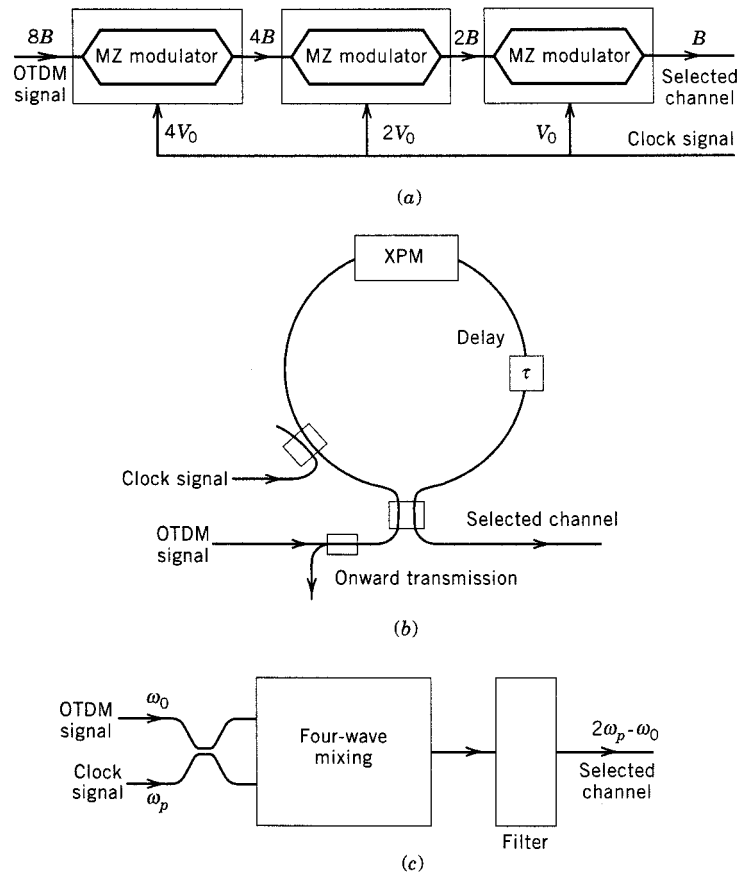 8B
4B
2B
B
MZ modulator
MZ modulator
MZ modulator
OTDM
signal
Selected
channel
4V₀
2V₀
V₀
Clock signal
(a)
XPM
Delay
τ
Clock signal
OTDM
signal
Selected channel
Onward transmission
(b)
OTDM
signal
ω₀
Clock
signal
ωₚ
Four-wave
mixing
Filter
2ωₚ-ω₀
Selected
channel
(c)